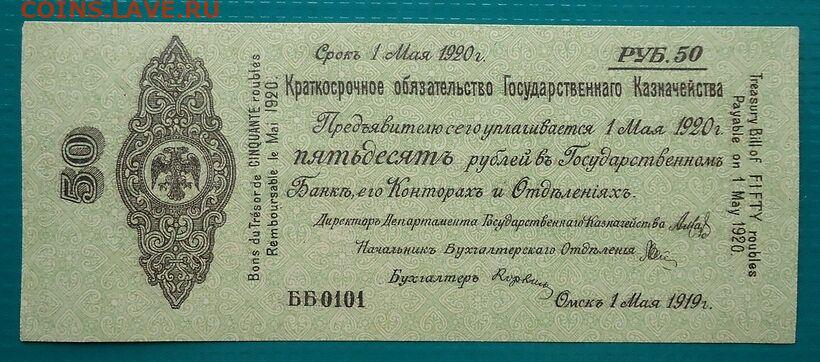 COINS.LAVE.RU
Срокъ 1 Мая 1920 г.
РУБ. 50
Краткосрочное обязательство Государственнаго Казначейства
Предъявителю сего уплачивается 1 Мая 1920 г.
пятьдесятъ рублей въ Государственномъ
Банкѣ, его Конторахъ и Отдѣленіяхъ.
Директоръ Департамента Государственнаго Казначейства
Начальникъ Бухгалтерскаго Отдѣленія
Бухгалтеръ
ББ0101
Омскъ 1 Мая 1919 г.
50
Bons du Trésor de CINQUANTE roubles
Remboursable le Mai 1920.
Treasury Bill of FIFTY roubles
Payable on 1 May 1920.